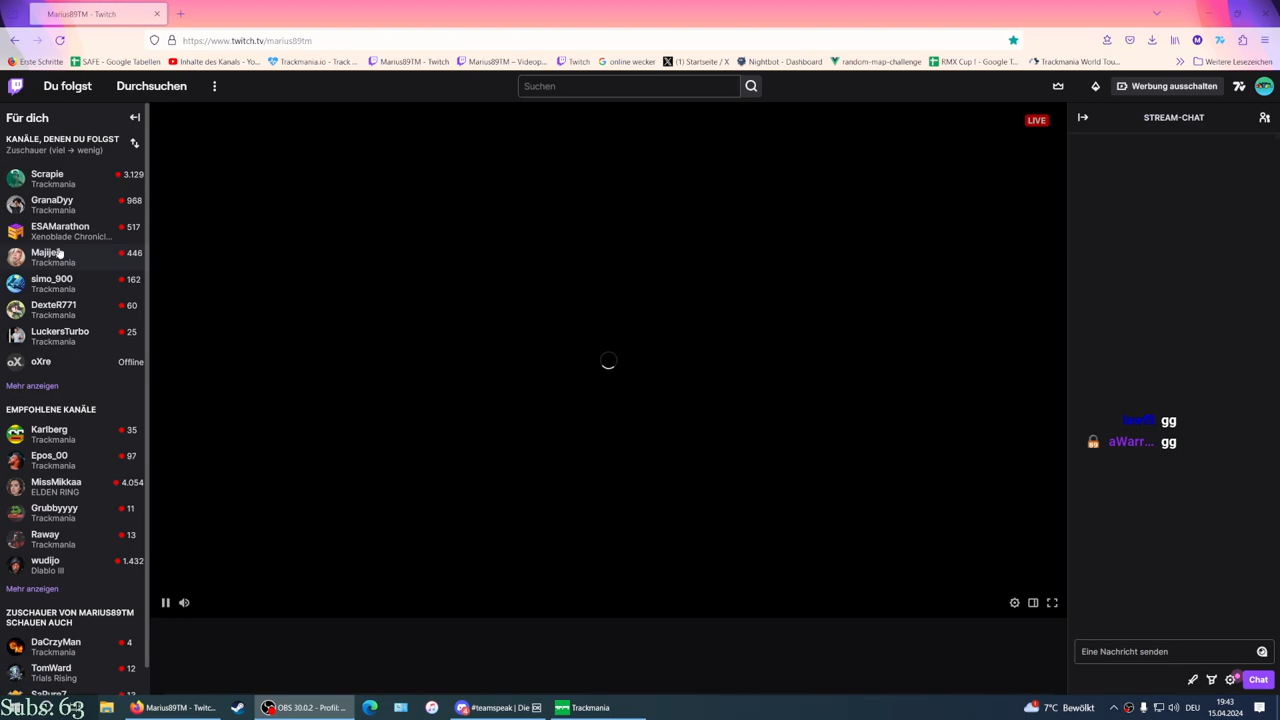 Marius89TM - Twitch
https://www.twitch.tv/marius89tm
Erste Schritte
SAFE - Google Tabellen
Inhalte des Kanals - Yo...
Trackmania.io - Track ...
Marius89TM - Twitch
Marius89TM – Videop...
Twitch
online wecker
(1) Startseite / X
Nightbot - Dashboard
random-map-challenge
RMX Cup ! - Google T...
Trackmania World Tou...
Weitere Lesezeichen
Du folgst
Durchsuchen
Suchen
Werbung ausschalten
Für dich
KANÄLE, DENEN DU FOLGST
Zuschauer (viel → wenig)
Scrapie
3.129
Trackmania
GranaDyy
968
Trackmania
ESAMarathon
517
Xenoblade Chronicl...
446
Trackmania
simo_900
162
Trackmania
DexteR771
60
Trackmania
LuckersTurbo
25
Trackmania
oXre
Offline
Mehr anzeigen
EMPFOHLENE KANÄLE
Karlberg
35
Trackmania
Epos_00
97
Trackmania
MissMikkaa
4.054
ELDEN RING
Grubbyyyy
11
Trackmania
Raway
13
Trackmania
wudijo
1.432
Diablo III
Mehr anzeigen
ZUSCHAUER VON MARIUS89TM
SCHAUEN AUCH
DaCrzyMan
4
Trackmania
TomWard
12
Trials Rising
LIVE
STREAM-CHAT
gg
aWarr... gg
Eine Nachricht senden
Chat
Subs: 63
Marius89TM - Twitc...
OBS 30.0.2 - Profil: ...
#teamspeak | Die
Trackmania
7°C Bewölkt
DEU
19:43
15.04.2024